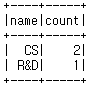 +----+-----+
|name|count|
+----+-----+
|  CS|    2|
| R&D|    1|
+----+-----+